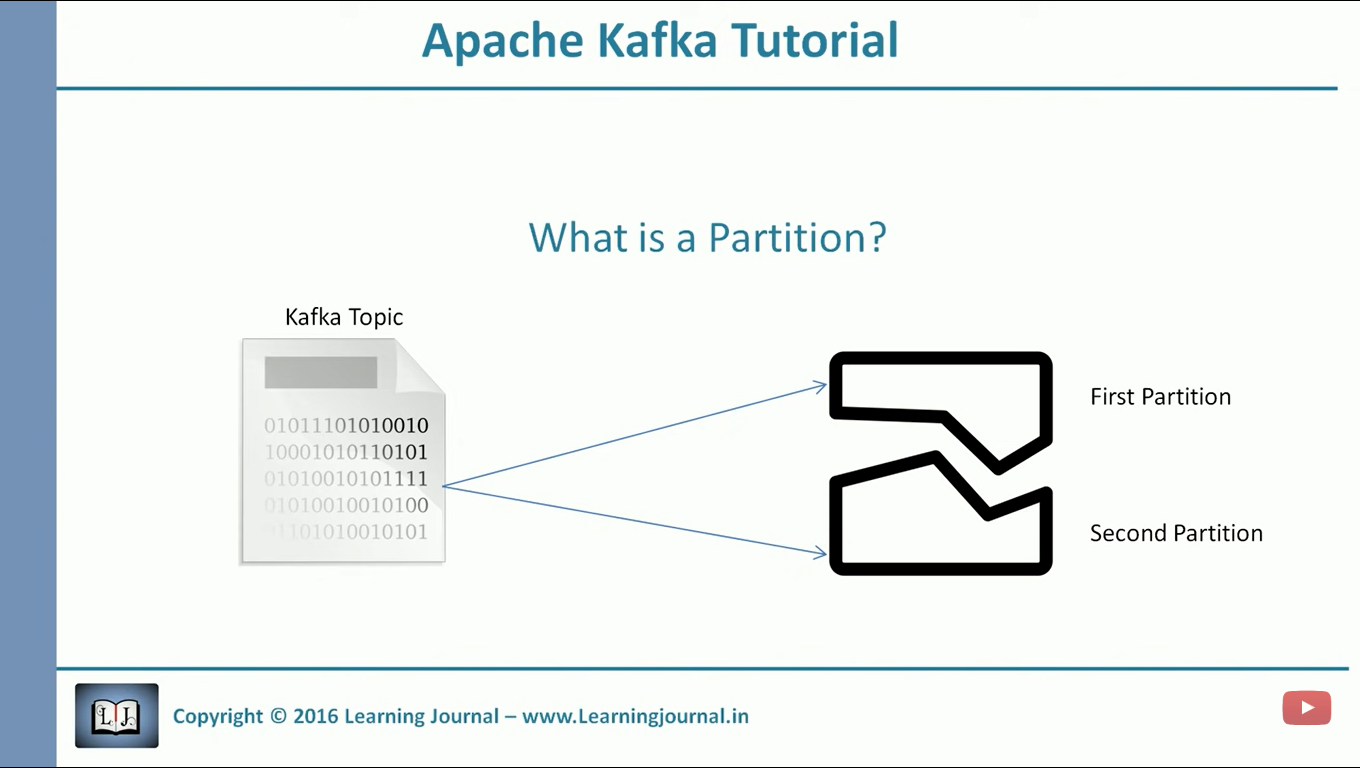 Apache Kafka Tutorial
What is a Partition?
Kafka Topic
01011101010010
10001010110101
01010010101111
01010010010100
01101010010101
First Partition
Second Partition
LJ
Copyright © 2016 Learning Journal – www.Learningjournal.in